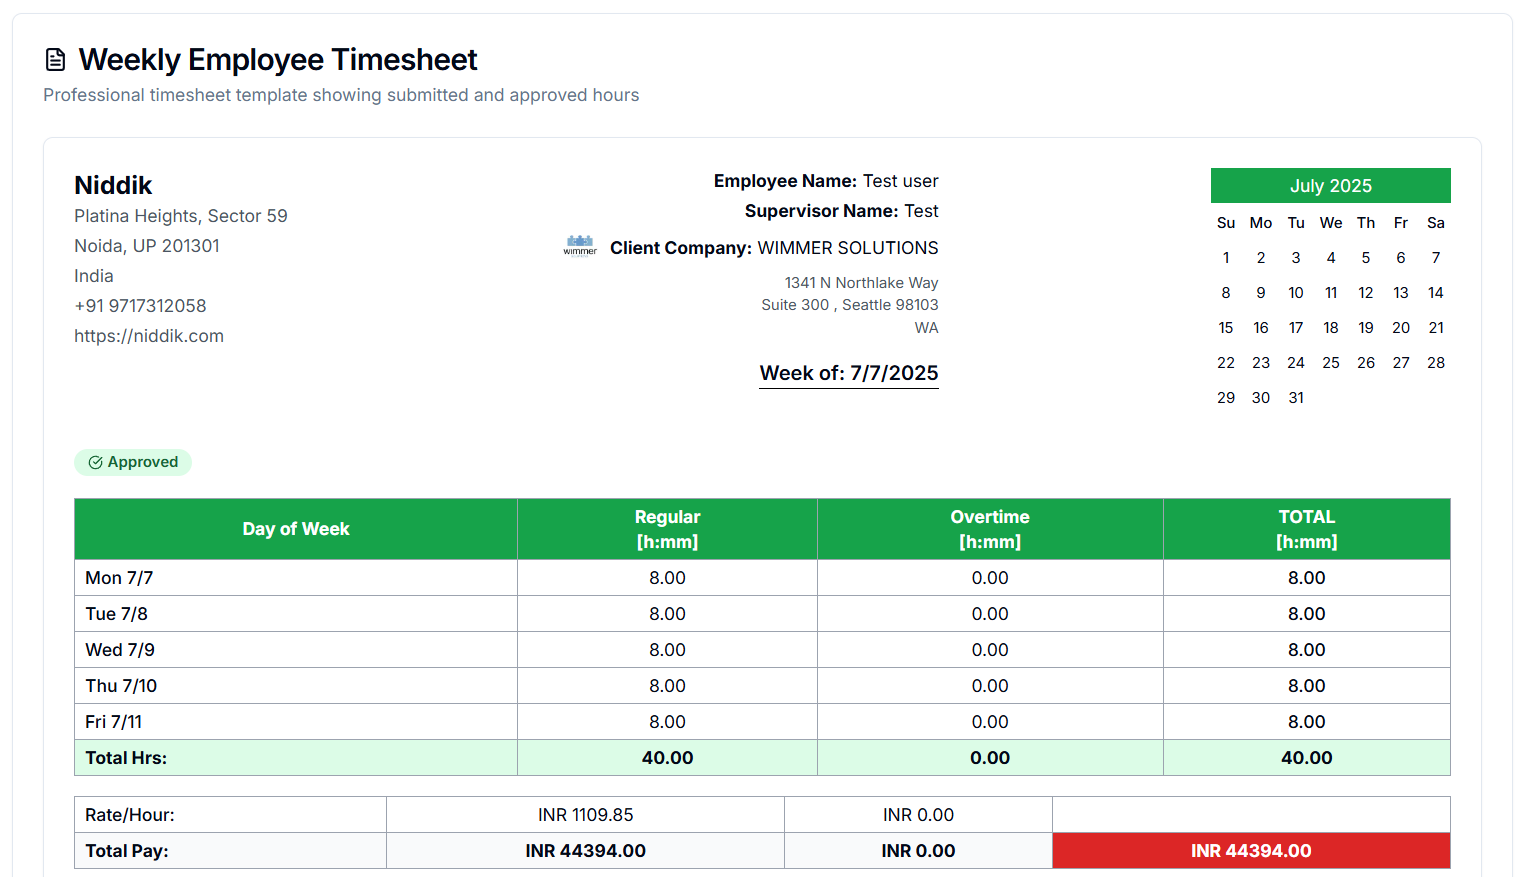 Weekly Employee Timesheet
Professional timesheet template showing submitted and approved hours
Niddik
Platina Heights, Sector 59
Noida, UP 201301
India
+91 9717312058
https://niddik.com
Employee Name: Test user
Supervisor Name: Test
wimmer
Client Company: WIMMER SOLUTIONS
1341 N Northlake Way
Suite 300 , Seattle 98103
WA
Week of: 7/7/2025
July 2025
Su Mo Tu We Th Fr Sa
1 2 3 4 5 6 7
8 9 10 11 12 13 14
15 16 17 18 19 20 21
22 23 24 25 26 27 28
29 30 31
Approved
Day of Week Regular [h:mm] Overtime [h:mm] TOTAL [h:mm]
Mon 7/7 8.00 0.00 8.00
Tue 7/8 8.00 0.00 8.00
Wed 7/9 8.00 0.00 8.00
Thu 7/10 8.00 0.00 8.00
Fri 7/11 8.00 0.00 8.00
Total Hrs: 40.00 0.00 40.00
Rate/Hour: INR 1109.85 INR 0.00
Total Pay: INR 44394.00 INR 0.00 INR 44394.00